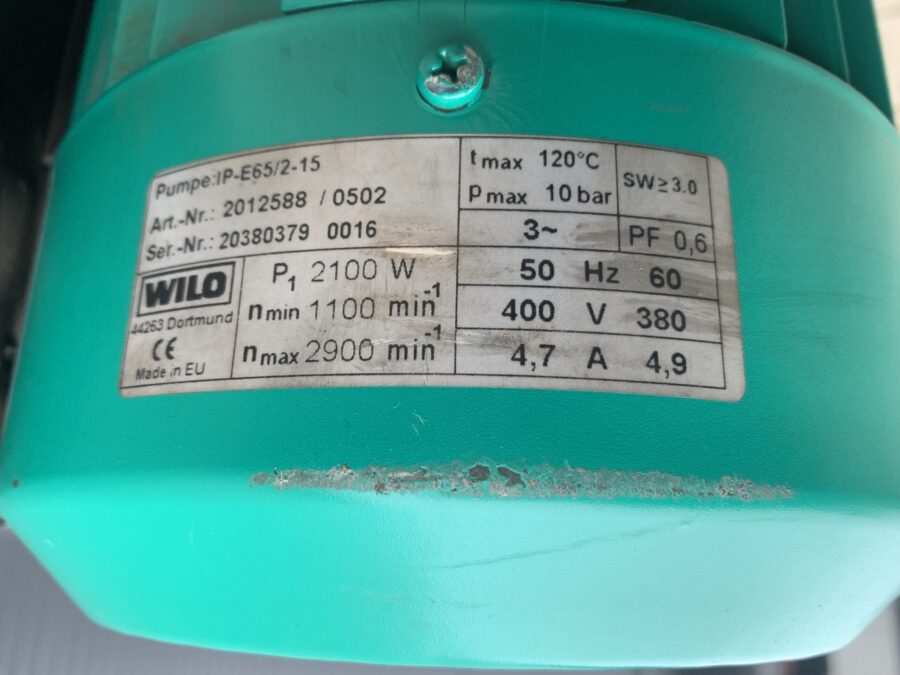 Pumpe:IP-E65/2-15
Art.-Nr.: 2012588 / 0502
Ser.-Nr.: 20380379 0016
WILO
44263 Dortmund
CE
Made in EU
P1 2100 W
nmin 1100 min-1
nmax 2900 min-1
tmax 120°C
pmax 10 bar
SW≥3.0
3~ PF 0,6
50 Hz 60
400 V 380
4,7 A 4,9